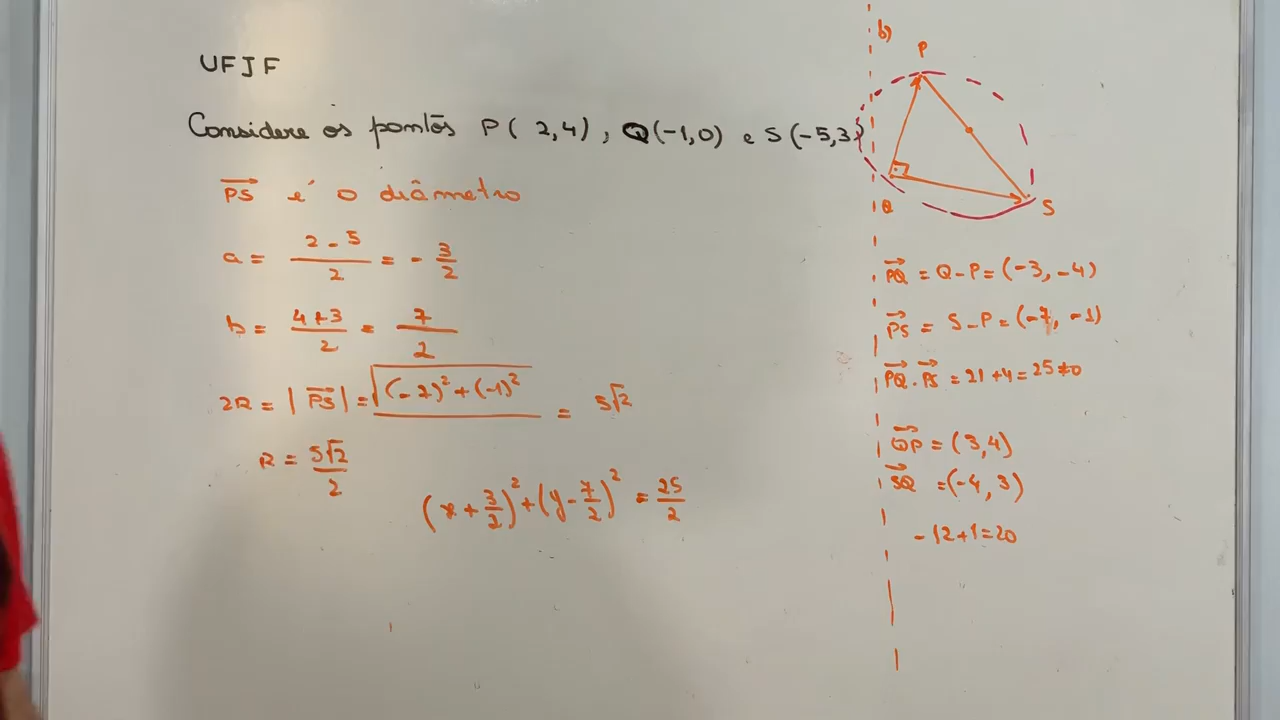 UFJF
Considere os pontos P(2,4), Q(-1,0) e S(-5,3)
PS é o diâmetro
a = 2-5/2 = -3/2
b = 4+3/2 = 7/2
2R = |PS| = √(-7)²+(-1)² = 5√2
R = 5√2/2
(x + 3/2)² + (y - 7/2)² = 25/2
b)
P
Q
S
PQ = Q-P = (-3, -4)
PS = S-P = (-7, -1)
PQ . PS = 21+4 = 25 ≠0
QP = (3,4)
SQ = (-4, 3)